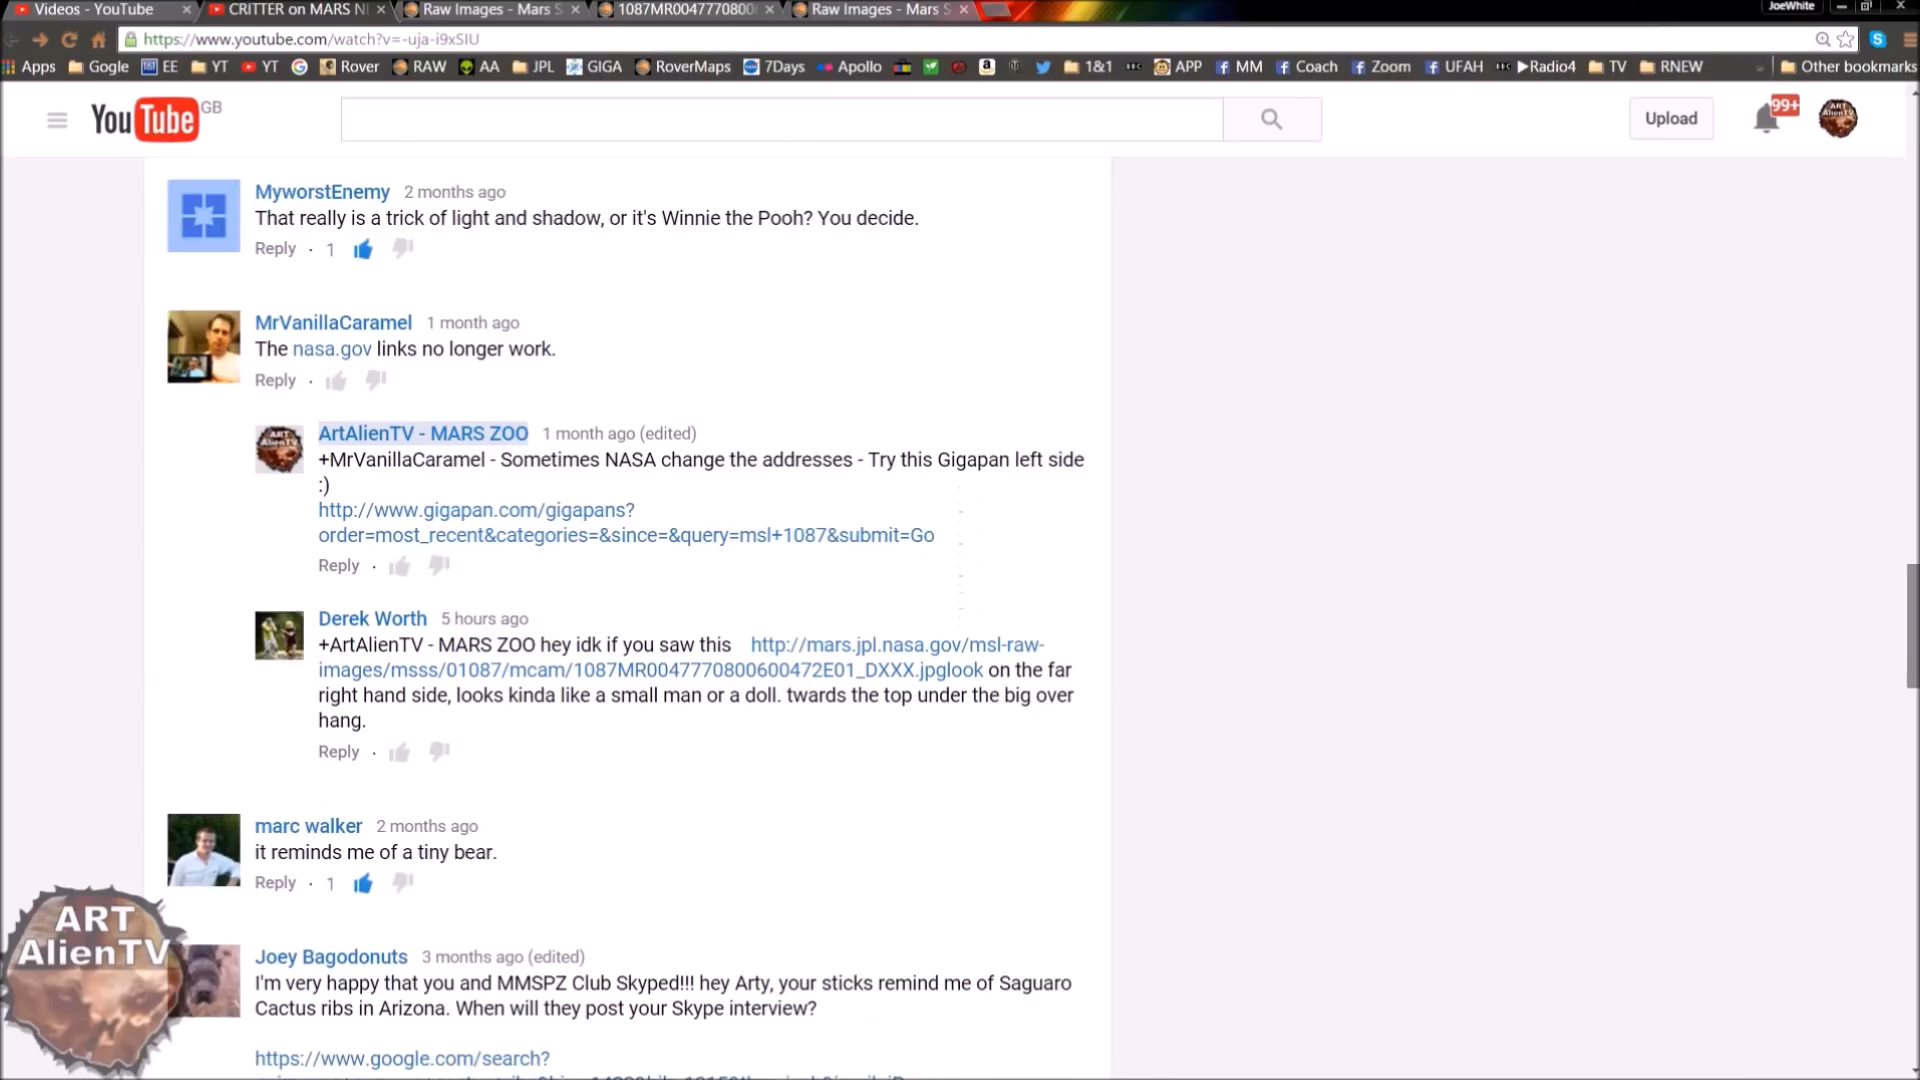 Videos - YouTube
CRITTER on MARS N
Raw Images - Mars S
1087MR0047770800
Raw Images - Mars S
JoeWhite
https://www.youtube.com/watch?v=-uja-i9xSIU
Apps Gogle EE YT YT Rover RAW AA JPL GIGA RoverMaps 7Days Apollo 1&1 APP MM Coach Zoom UFAH Radio4 TV RNEW Other bookmarks
YouTube GB
Upload
99+
MyworstEnemy 2 months ago
That really is a trick of light and shadow, or it's Winnie the Pooh? You decide.
Reply · 1
MrVanillaCaramel 1 month ago
The nasa.gov links no longer work.
Reply ·
ArtAlienTV - MARS ZOO 1 month ago (edited)
+MrVanillaCaramel - Sometimes NASA change the addresses - Try this Gigapan left side
:)
http://www.gigapan.com/gigapans?
order=most_recent&categories=&since=&query=msl+1087&submit=Go
Reply ·
Derek Worth 5 hours ago
+ArtAlienTV - MARS ZOO hey idk if you saw this http://mars.jpl.nasa.gov/msl-raw-
images/msss/01087/mcam/1087MR0047770800600472E01_DXXX.jpglook on the far
right hand side, looks kinda like a small man or a doll. twards the top under the big over
hang.
Reply ·
marc walker 2 months ago
it reminds me of a tiny bear.
Reply · 1
ART
AlienTV
Joey Bagodonuts 3 months ago (edited)
I'm very happy that you and MMSPZ Club Skyped!!! hey Arty, your sticks remind me of Saguaro
Cactus ribs in Arizona. When will they post your Skype interview?
https://www.google.com/search?